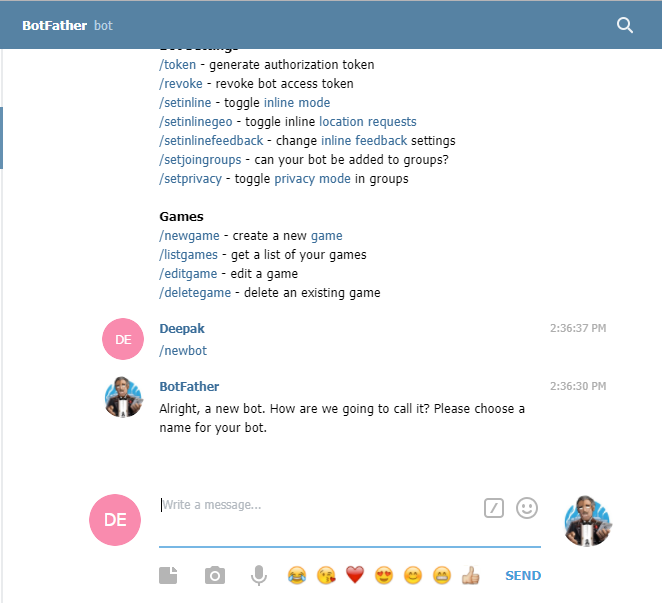 BotFather bot
Bot Settings
/token - generate authorization token
/revoke - revoke bot access token
/setinline - toggle inline mode
/setinlinegeo - toggle inline location requests
/setinlinefeedback - change inline feedback settings
/setjoingroups - can your bot be added to groups?
/setprivacy - toggle privacy mode in groups
Games
/newgame - create a new game
/listgames - get a list of your games
/editgame - edit a game
/deletegame - delete an existing game
DE
Deepak 2:36:37 PM
/newbot
BotFather 2:36:30 PM
Alright, a new bot. How are we going to call it? Please choose a
name for your bot.
DE
Write a message...
SEND